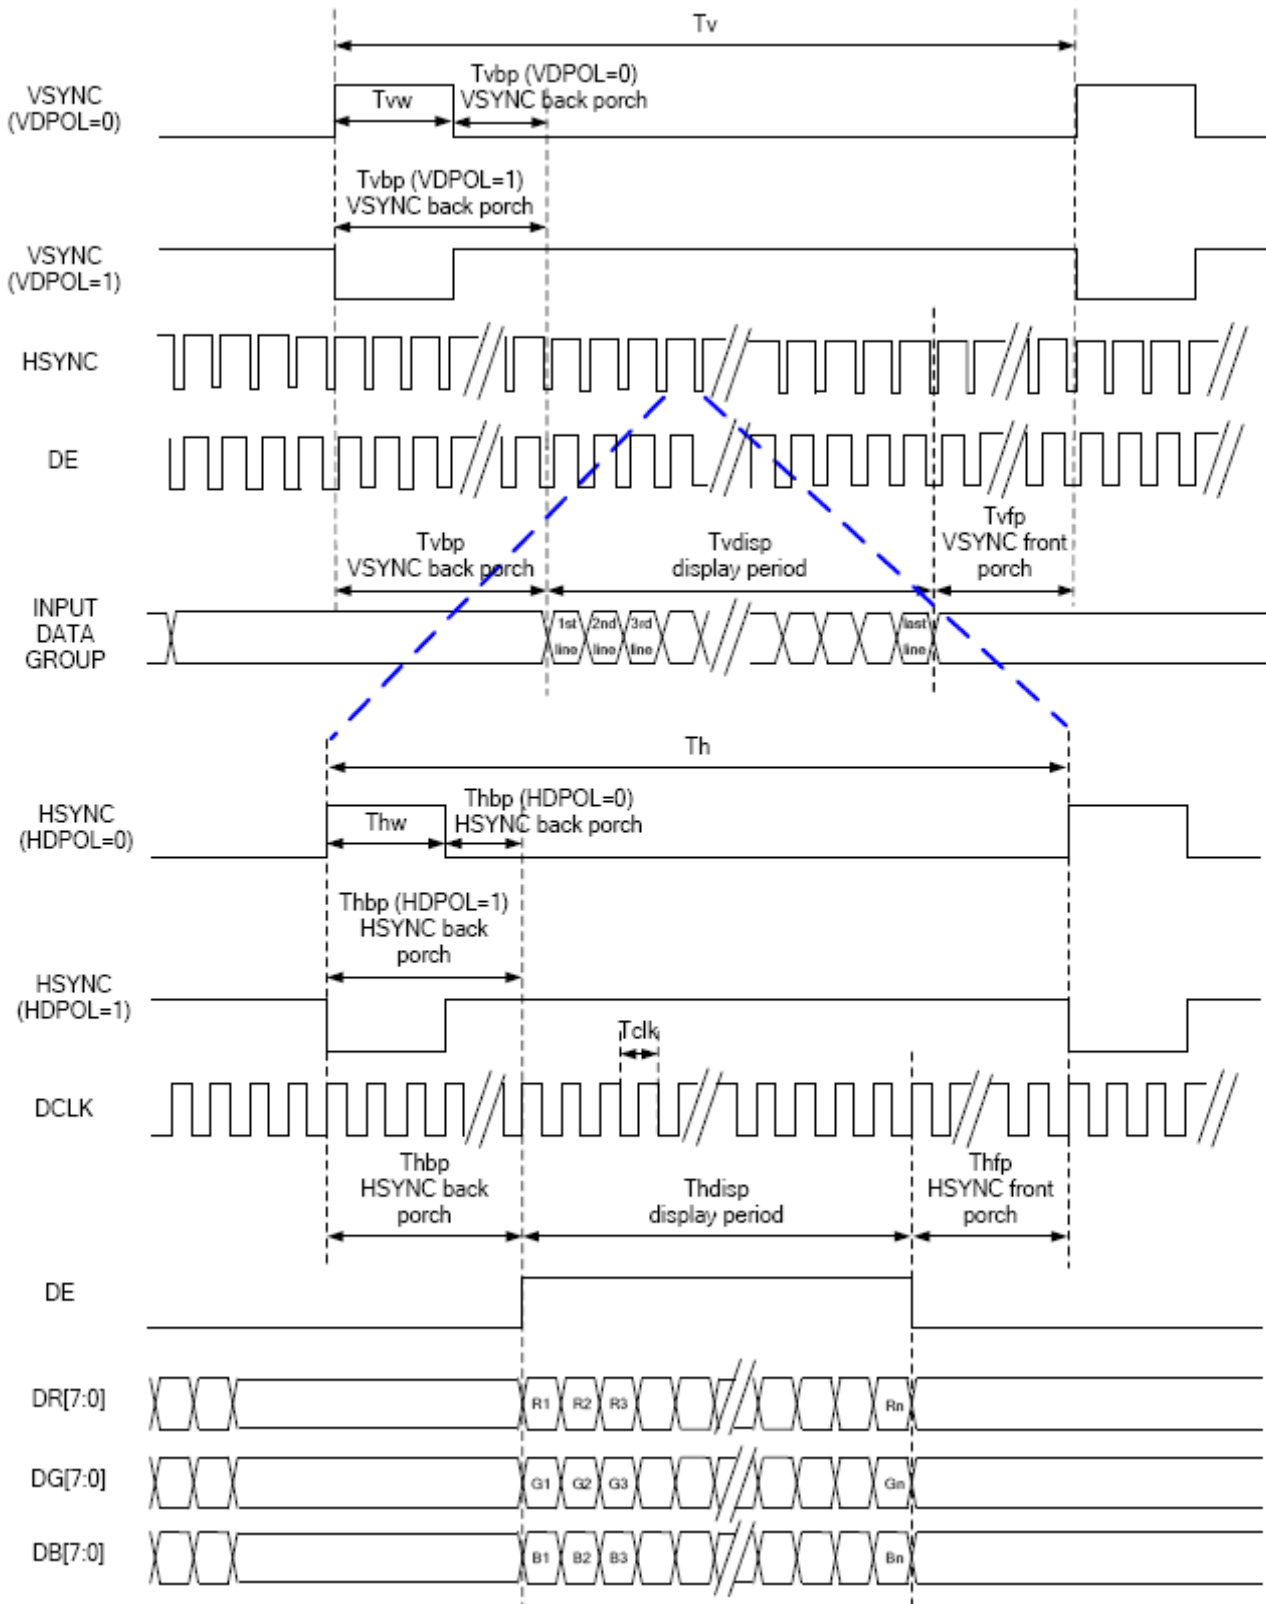 Tv
VSYNC
(VDPOL=0)
Tvw
Tvbp (VDPOL=0)
VSYNC back porch
Tvbp (VDPOL=1)
VSYNC back porch
VSYNC
(VDPOL=1)
HSYNC
DE
Tvbp
VSYNC back porch
Tvdisp
display period
Tvfp
VSYNC front
porch
INPUT
DATA
GROUP
1st
line
2nd
line
3rd
line
last
line
Th
HSYNC
(HDPOL=0)
Thw
Thbp (HDPOL=0)
HSYNC back porch
Thbp (HDPOL=1)
HSYNC back
porch
HSYNC
(HDPOL=1)
Tclk
DCLK
Thbp
HSYNC back
porch
Thdisp
display period
Thfp
HSYNC front
porch
DE
DR[7:0]
R1 R2 R3 Rn
DG[7:0]
G1 G2 G3 Gn
DB[7:0]
B1 B2 B3 Bn